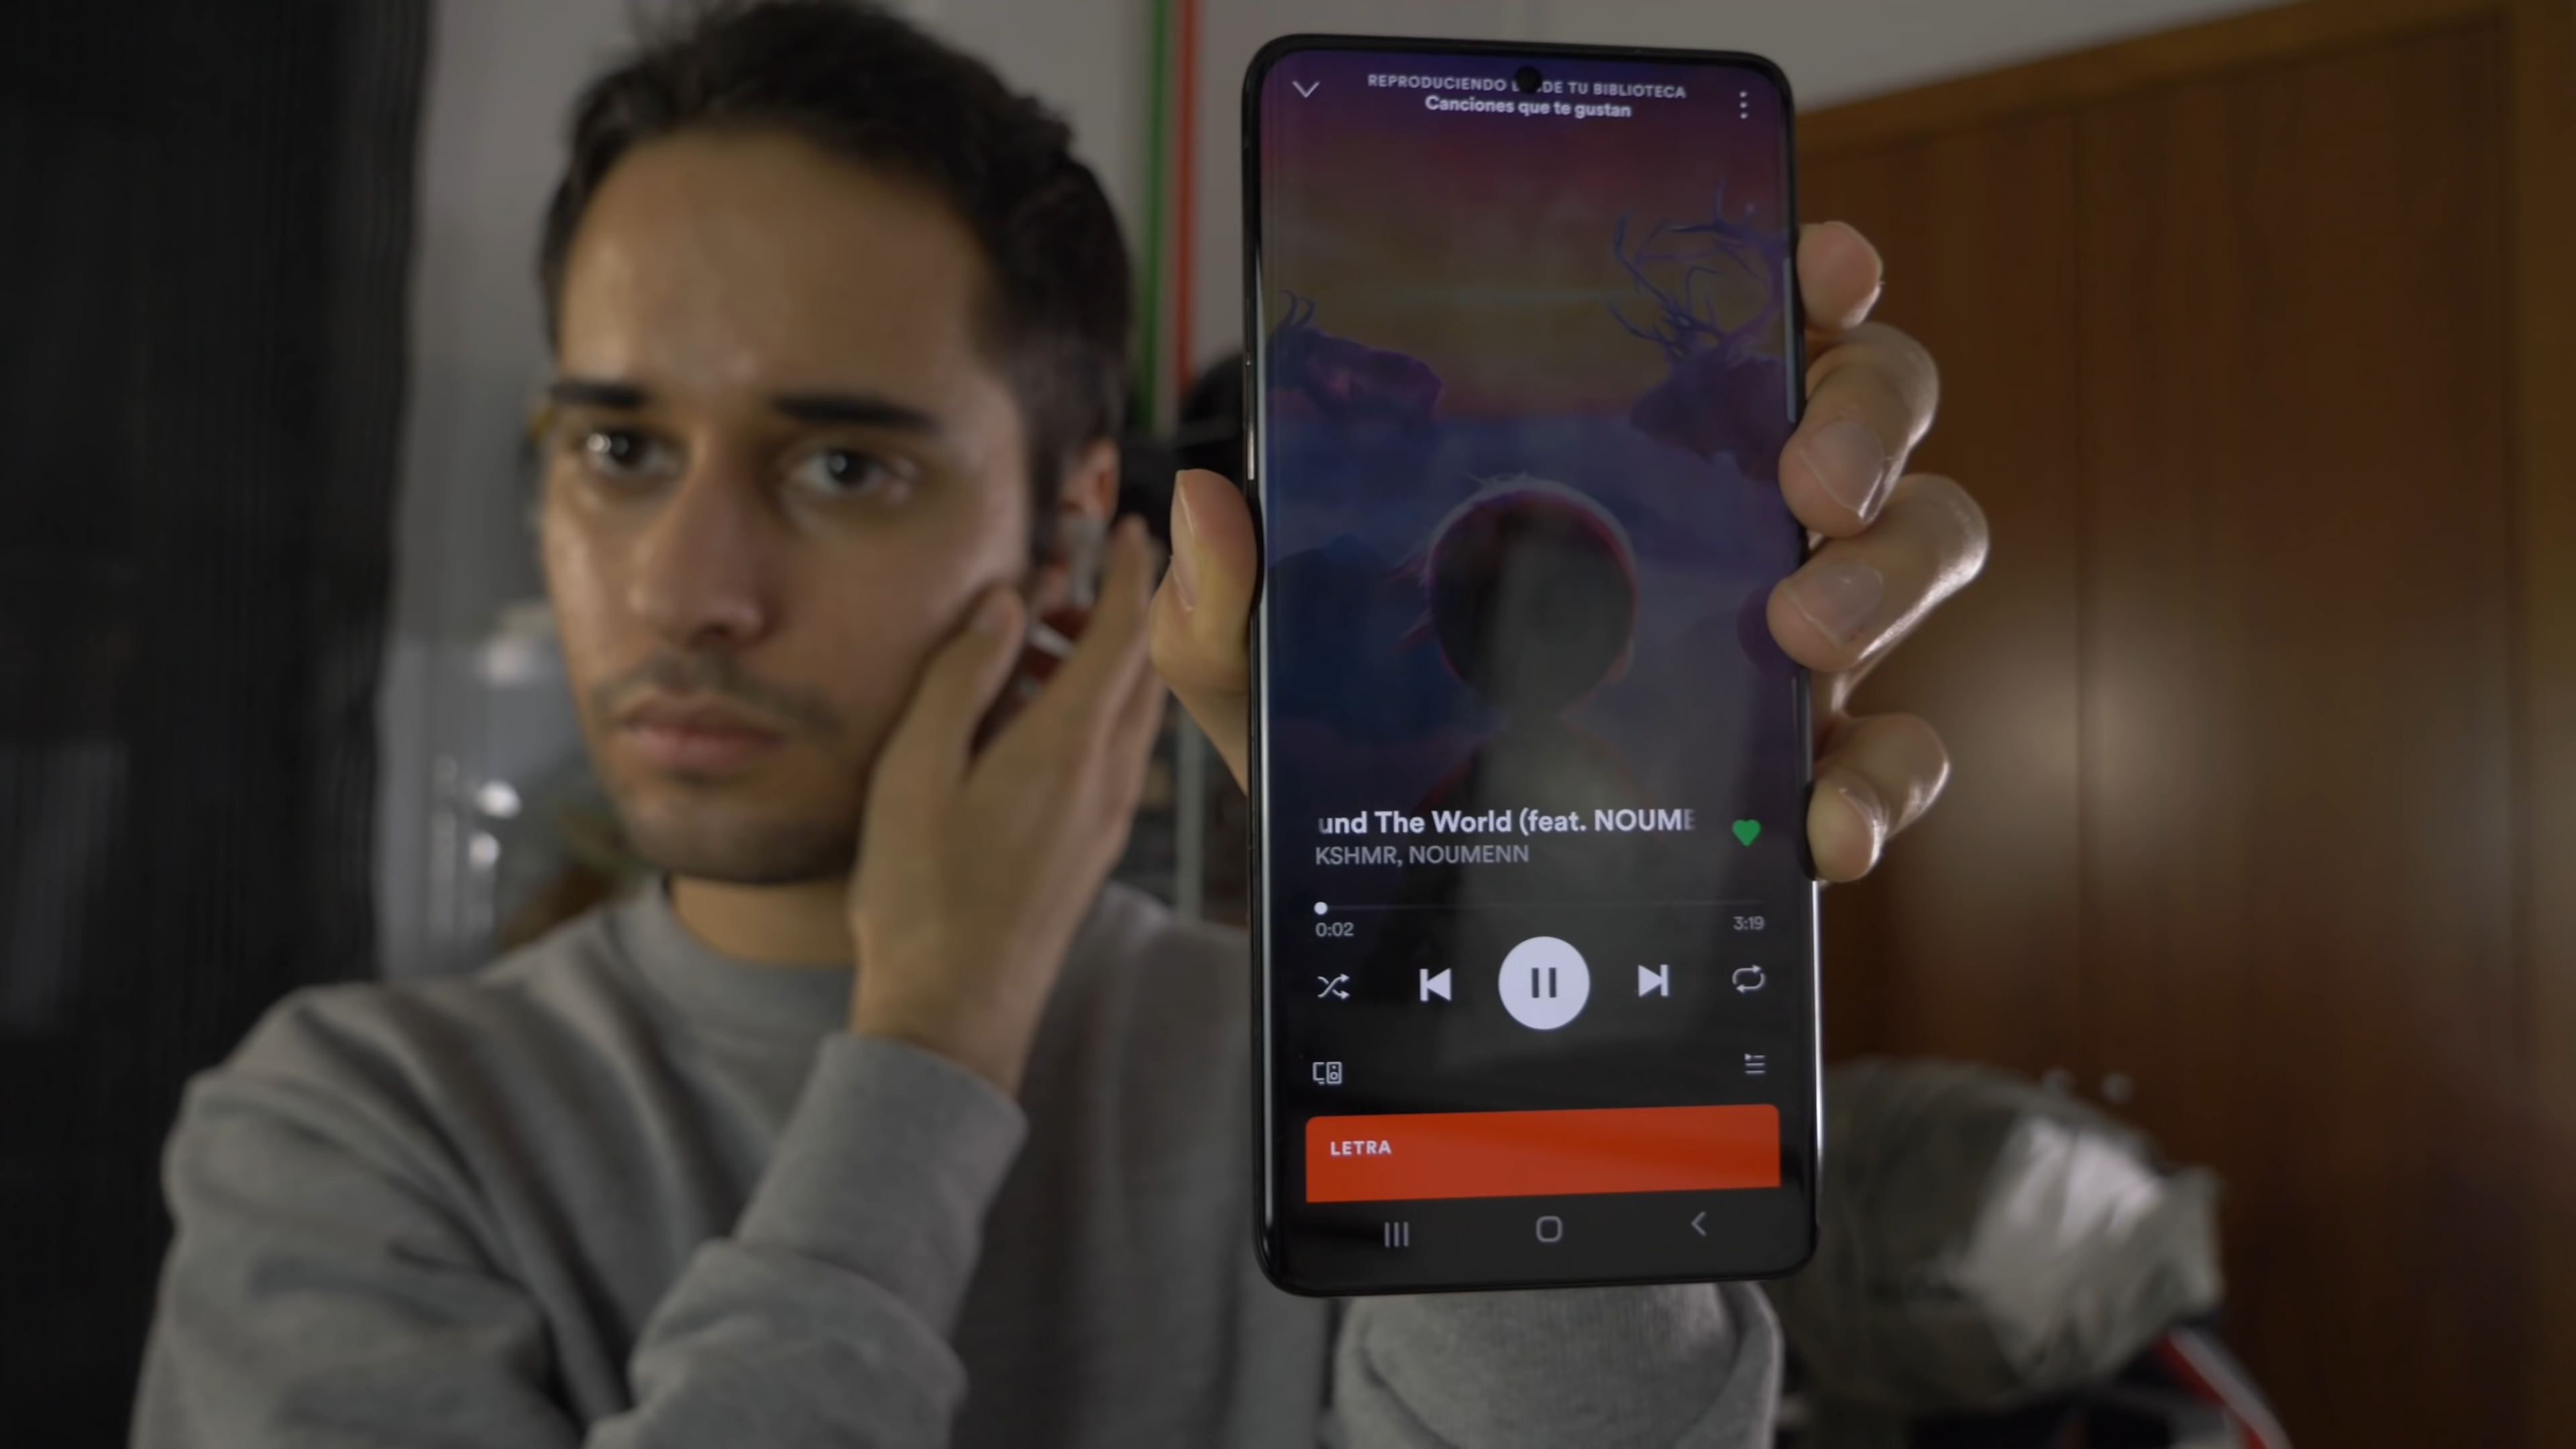 REPRODUCIENDO DE TU BIBLIOTECA
Canciones que te gustan
und The World (feat. NOUME
KSHMR, NOUMENN
0:02
3:19
LETRA